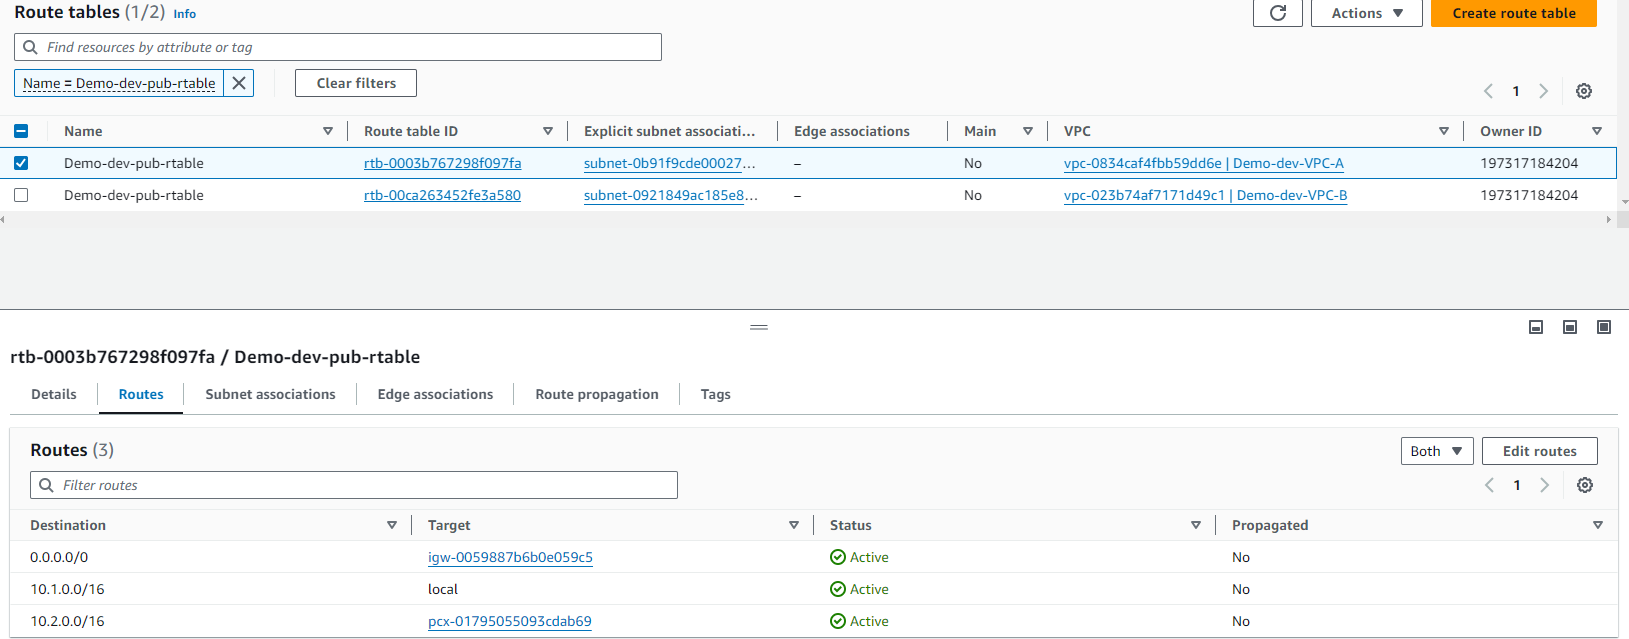 Route tables (1/2) Info
Actions
Create route table
Find resources by attribute or tag
Name = Demo-dev-pub-rtable
Clear filters
1
Name Route table ID Explicit subnet associati... Edge associations Main VPC Owner ID
Demo-dev-pub-rtable rtb-0003b767298f097fa subnet-0b91f9cde00027... – No vpc-0834caf4fbb59dd6e | Demo-dev-VPC-A 197317184204
Demo-dev-pub-rtable rtb-00ca263452fe3a580 subnet-0921849ac185e8... – No vpc-023b74af7171d49c1 | Demo-dev-VPC-B 197317184204
rtb-0003b767298f097fa / Demo-dev-pub-rtable
Details Routes Subnet associations Edge associations Route propagation Tags
Routes (3)
Both
Edit routes
Filter routes
1
Destination Target Status Propagated
0.0.0.0/0 igw-0059887b6b0e059c5 Active No
10.1.0.0/16 local Active No
10.2.0.0/16 pcx-01795055093cdab69 Active No